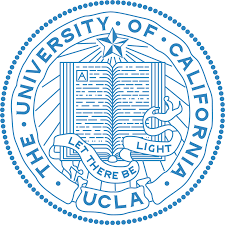 · THE · UNIVERSITY · OF · CALIFORNIA ·
A
LET THERE BE
LIGHT
UCLA